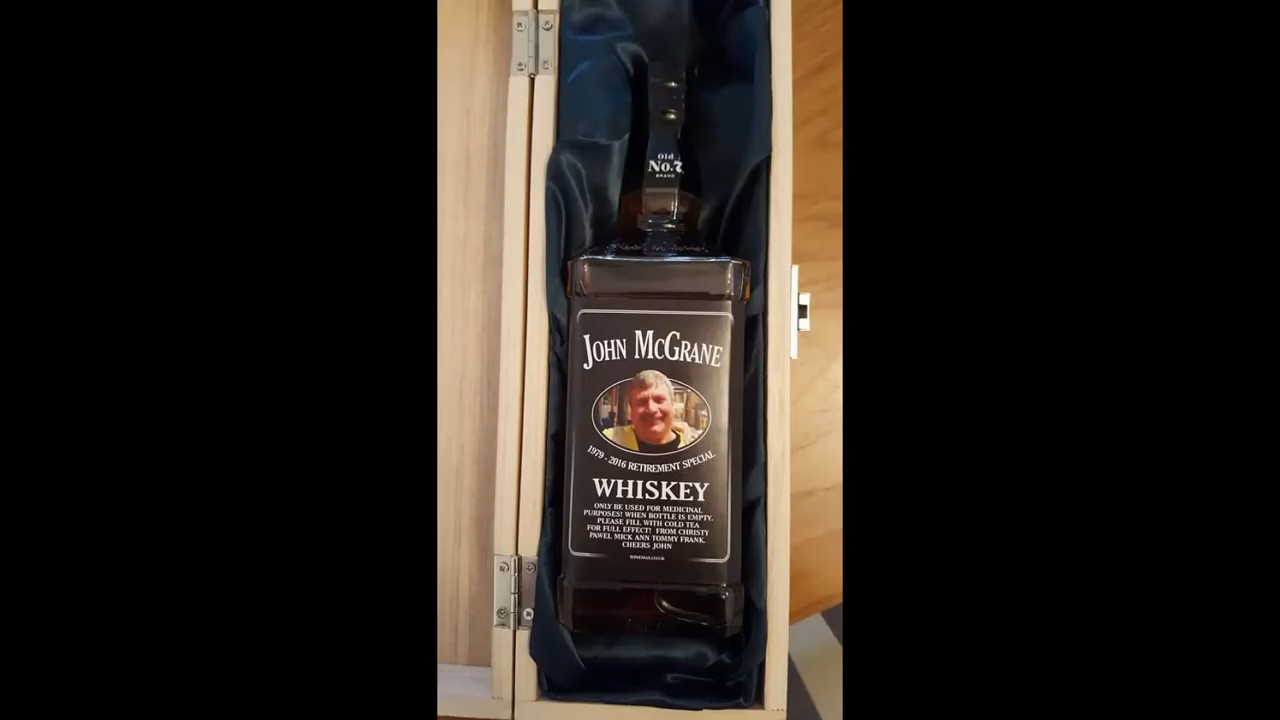 Old
No.7
BRAND
JOHN MCGRANE
1979 - 2016 RETIREMENT SPECIAL
WHISKEY
ONLY BE USED FOR MEDICINAL
PURPOSES! WHEN BOTTLE IS EMPTY.
PLEASE FILL WITH COLD TEA
FOR FULL EFFECT! FROM CHRISTY
PAWEL MICK ANN TOMMY FRANK.
CHEERS JOHN